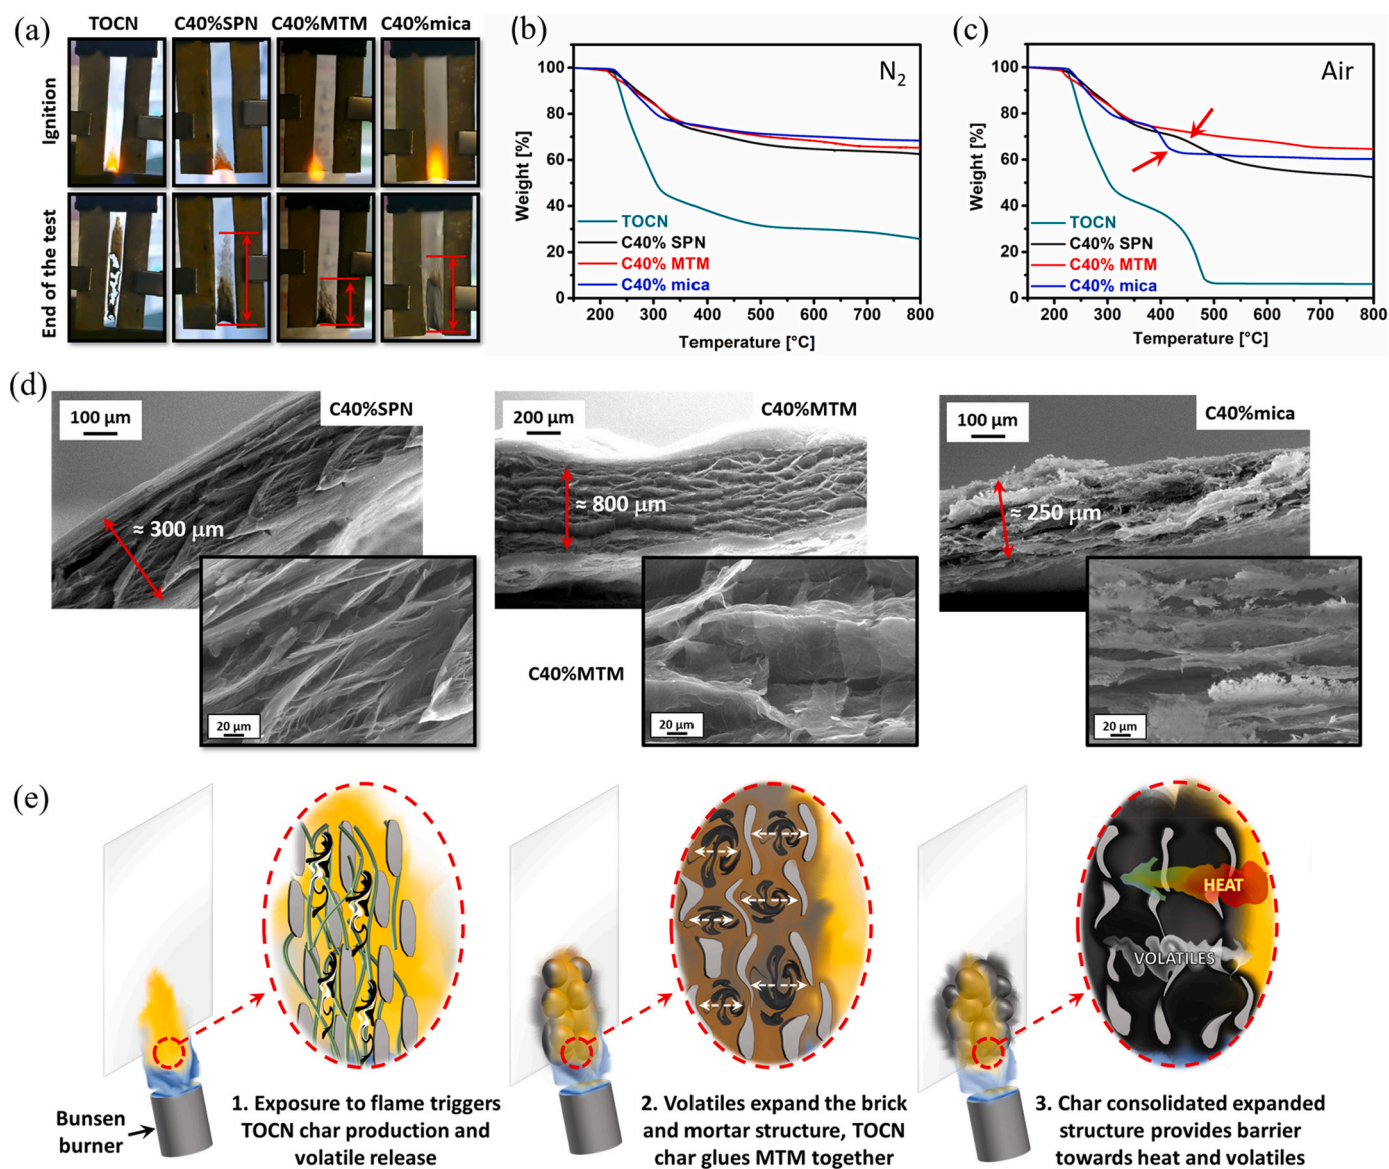 (a)
TOCN
C40%SPN
C40%MTM
C40%mica
Ignition
End of the test
(b)
100
80
60
40
20
0
Weight [%]
N2
TOCN
C40% SPN
C40% MTM
C40% mica
200 300 400 500 600 700 800
Temperature [°C]
(c)
100
80
60
40
20
0
Weight [%]
Air
TOCN
C40% SPN
C40% MTM
C40% mica
200 300 400 500 600 700 800
Temperature [°C]
(d)
100 μm
C40%SPN
≈ 300 μm
20 μm
200 μm
C40%MTM
≈ 800 μm
C40%MTM
20 μm
100 μm
C40%mica
≈ 250 μm
20 μm
(e)
Bunsen
burner
1. Exposure to flame triggers
TOCN char production and
volatile release
2. Volatiles expand the brick
and mortar structure, TOCN
char glues MTM together
HEAT
VOLATILES
3. Char consolidated expanded
structure provides barrier
towards heat and volatiles